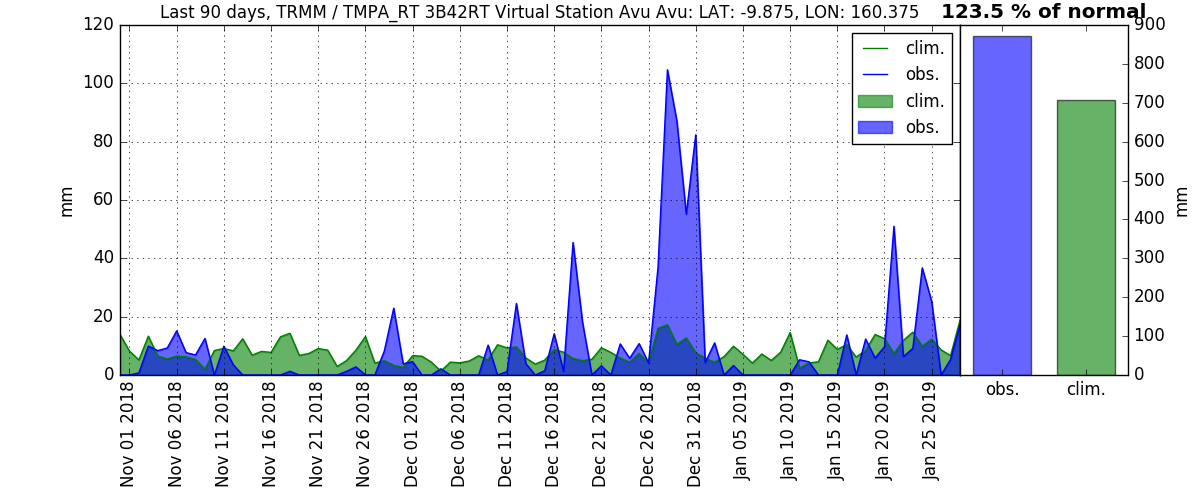 Last 90 days, TRMM / TMPA_RT 3B42RT Virtual Station Avu Avu: LAT: -9.875, LON: 160.375
123.5 % of normal
120
100
80
60
40
20
0
mm
clim.
obs.
clim.
obs.
900
800
700
600
500
400
300
200
100
0
mm
Nov 01 2018
Nov 06 2018
Nov 11 2018
Nov 16 2018
Nov 21 2018
Nov 26 2018
Dec 01 2018
Dec 06 2018
Dec 11 2018
Dec 16 2018
Dec 21 2018
Dec 26 2018
Dec 31 2018
Jan 05 2019
Jan 10 2019
Jan 15 2019
Jan 20 2019
Jan 25 2019
obs.
clim.